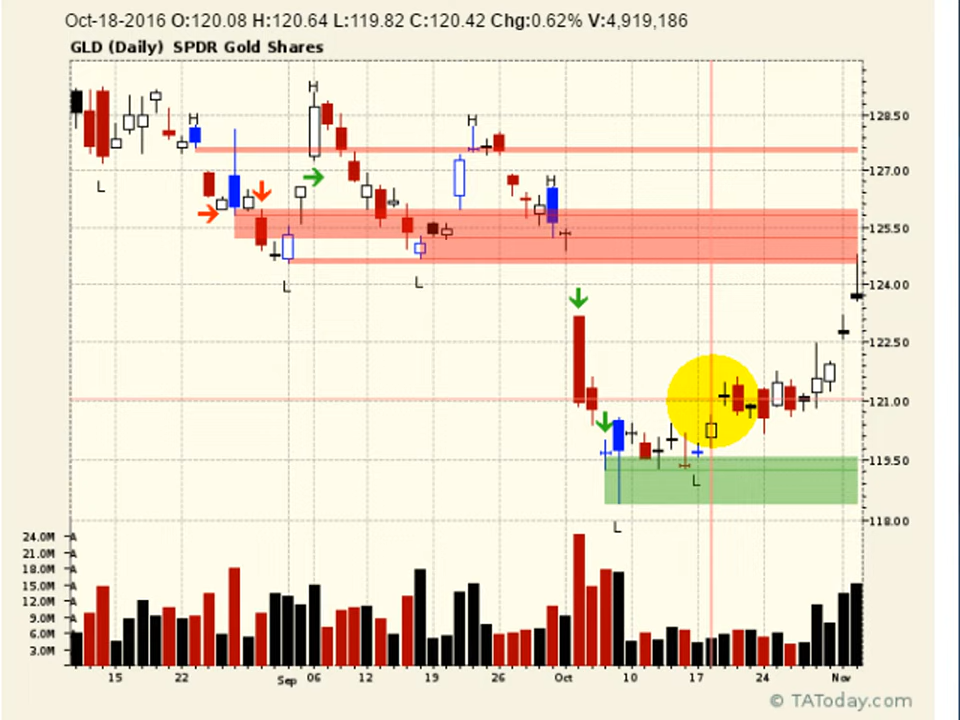 Oct-18-2016 O:120.08 H:120.64 L:119.82 C:120.42 Chg:0.62% V:4,919,186
GLD (Daily) SPDR Gold Shares
H
H
H
H
L
L
L
L
L
128.50
127.00
125.50
124.00
122.50
121.00
119.50
118.00
24.0M
21.0M
18.0M
15.0M
12.0M
9.0M
6.0M
3.0M
15 22 Sep 06 12 19 26 Oct 10 17 24 Nov
© TAToday.com